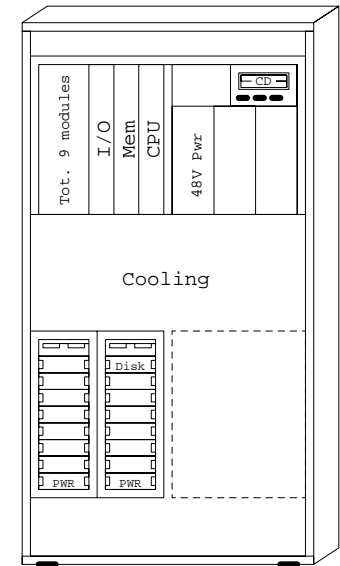 CD
Tot. 9 modules
I/O
Mem
CPU
48V Pwr
Cooling
Disk
PWR
PWR